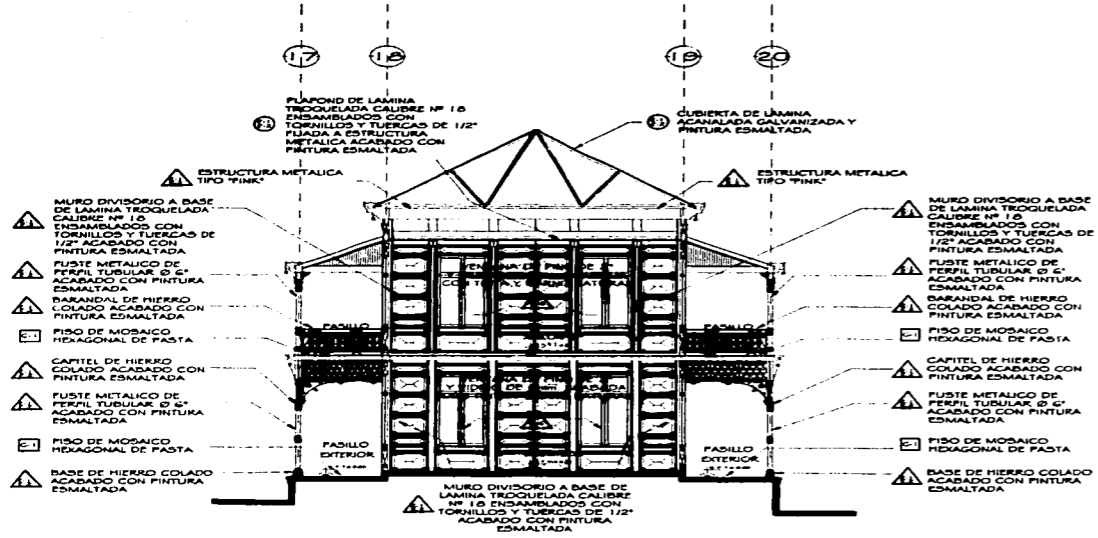 17
18
19
20
PLAFOND DE LAMINA
TROQUELADA CALIBRE Nº 18
ENSAMBLADOS CON
TORNILLOS Y TUERCAS DE 1/2"
FIJADA A ESTRUCTURA
METALICA ACABADO CON
PINTURA ESMALTADA
CUBIERTA DE LAMINA
ACANALADA GALVANIZADA Y
PINTURA ESMALTADA
ESTRUCTURA METALICA
TIPO "FINK"
ESTRUCTURA METALICA
TIPO "FINK"
MURO DIVISORIO A BASE
DE LAMINA TROQUELADA
CALIBRE Nº 18
ENSAMBLADOS CON
TORNILLOS Y TUERCAS DE
1/2" ACABADO CON
PINTURA ESMALTADA
FUSTE METALICO DE
PERFIL TUBULAR Ø 6"
ACABADO CON PINTURA
ESMALTADA
BARANDAL DE HIERRO
COLADO ACABADO CON
PINTURA ESMALTADA
PISO DE MOSAICO
HEXAGONAL DE PASTA
CAPITEL DE HIERRO
COLADO ACABADO CON
PINTURA ESMALTADA
FUSTE METALICO DE
PERFIL TUBULAR Ø 6"
ACABADO CON PINTURA
ESMALTADA
PISO DE MOSAICO
HEXAGONAL DE PASTA
BASE DE HIERRO COLADO
ACABADO CON PINTURA
ESMALTADA
PASILLO
PASILLO
PASILLO
EXTERIOR
PASILLO
EXTERIOR
MURO DIVISORIO A BASE DE
LAMINA TROQUELADA CALIBRE
Nº 18 ENSAMBLADOS CON
TORNILLOS Y TUERCAS DE 1/2"
ACABADO CON PINTURA
ESMALTADA
MURO DIVISORIO A BASE
DE LAMINA TROQUELADA
CALIBRE Nº 18
ENSAMBLADOS CON
TORNILLOS Y TUERCAS DE
1/2" ACABADO CON
PINTURA ESMALTADA
FUSTE METALICO DE
PERFIL TUBULAR Ø 6"
ACABADO CON PINTURA
ESMALTADA
BARANDAL DE HIERRO
COLADO ACABADO CON
PINTURA ESMALTADA
PISO DE MOSAICO
HEXAGONAL DE PASTA
CAPITEL DE HIERRO
COLADO ACABADO CON
PINTURA ESMALTADA
FUSTE METALICO DE
PERFIL TUBULAR Ø 6"
ACABADO CON PINTURA
ESMALTADA
PISO DE MOSAICO
HEXAGONAL DE PASTA
BASE DE HIERRO COLADO
ACABADO CON PINTURA
ESMALTADA